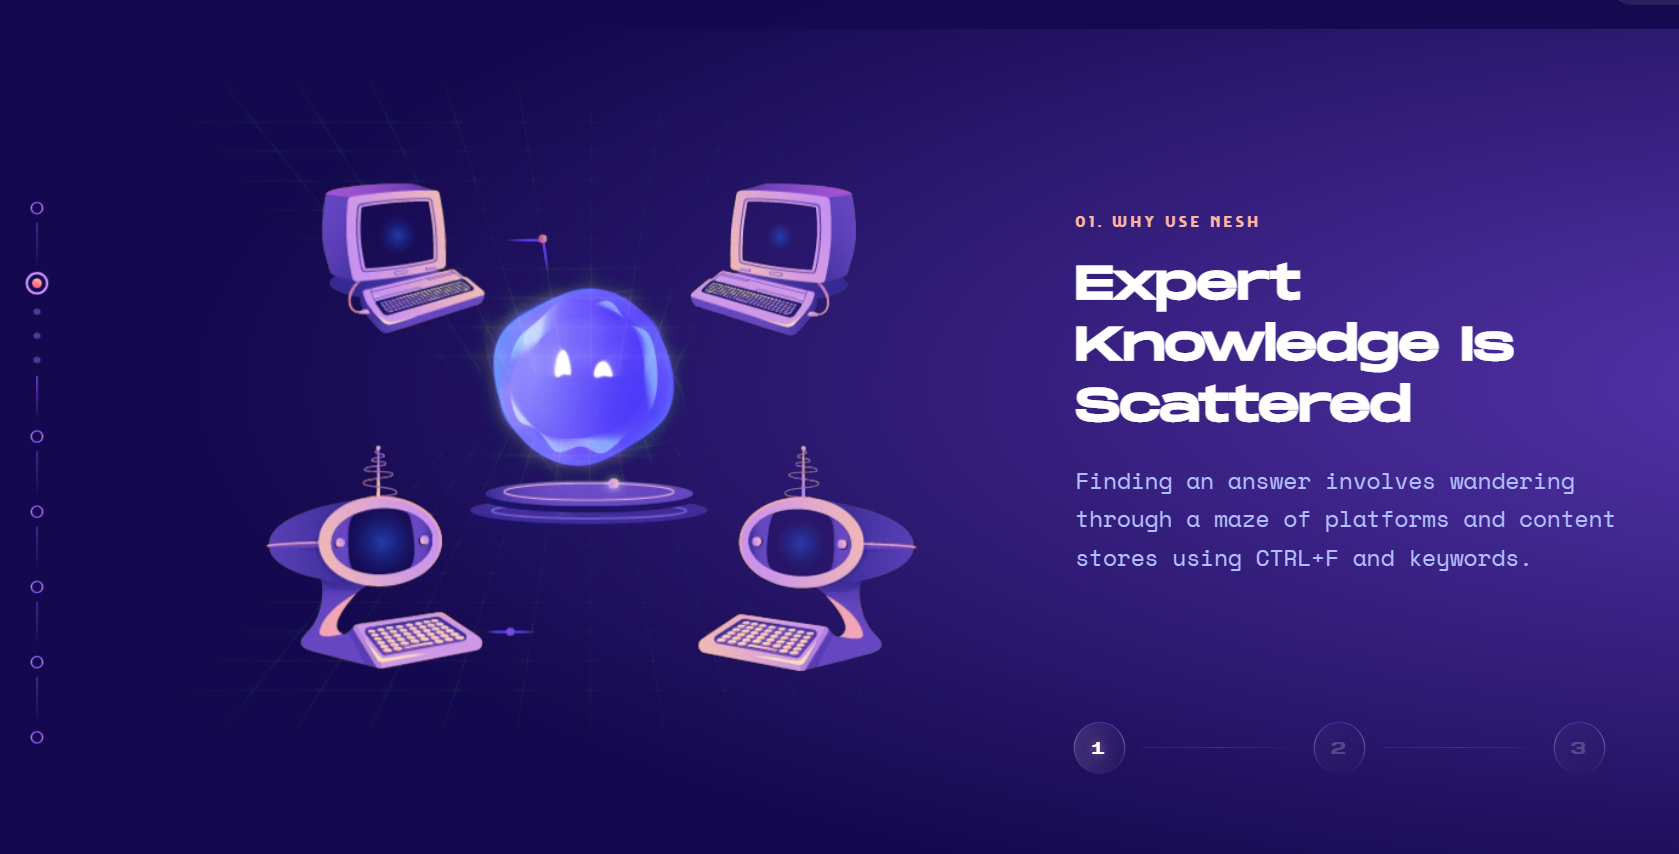 01. WHY USE NESH
Expert
Knowledge Is
Scattered
Finding an answer involves wandering
through a maze of platforms and content
stores using CTRL+F and keywords.
1
2
3